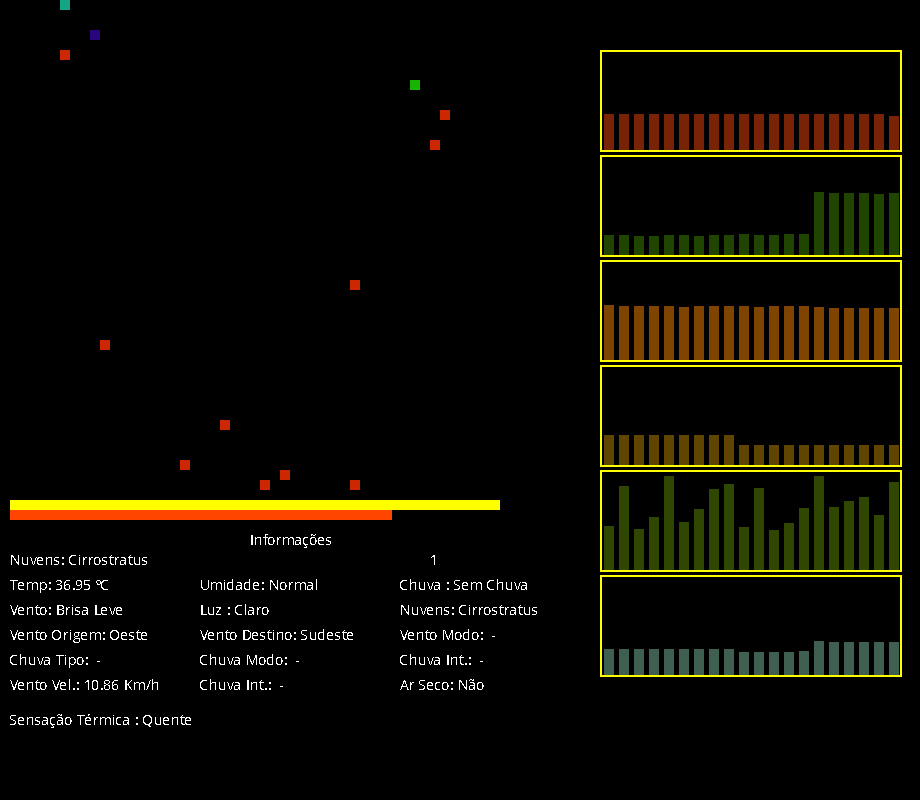 Informações
Nuvens: Cirrostratus 1
Temp: 36.95 ºC Umidade: Normal Chuva : Sem Chuva
Vento: Brisa Leve Luz : Claro Nuvens: Cirrostratus
Vento Origem: Oeste Vento Destino: Sudeste Vento Modo: -
Chuva Tipo: - Chuva Modo: - Chuva Int.: -
Vento Vel.: 10.86 Km/h Chuva Int.: - Ar Seco: Não
Sensação Térmica : Quente